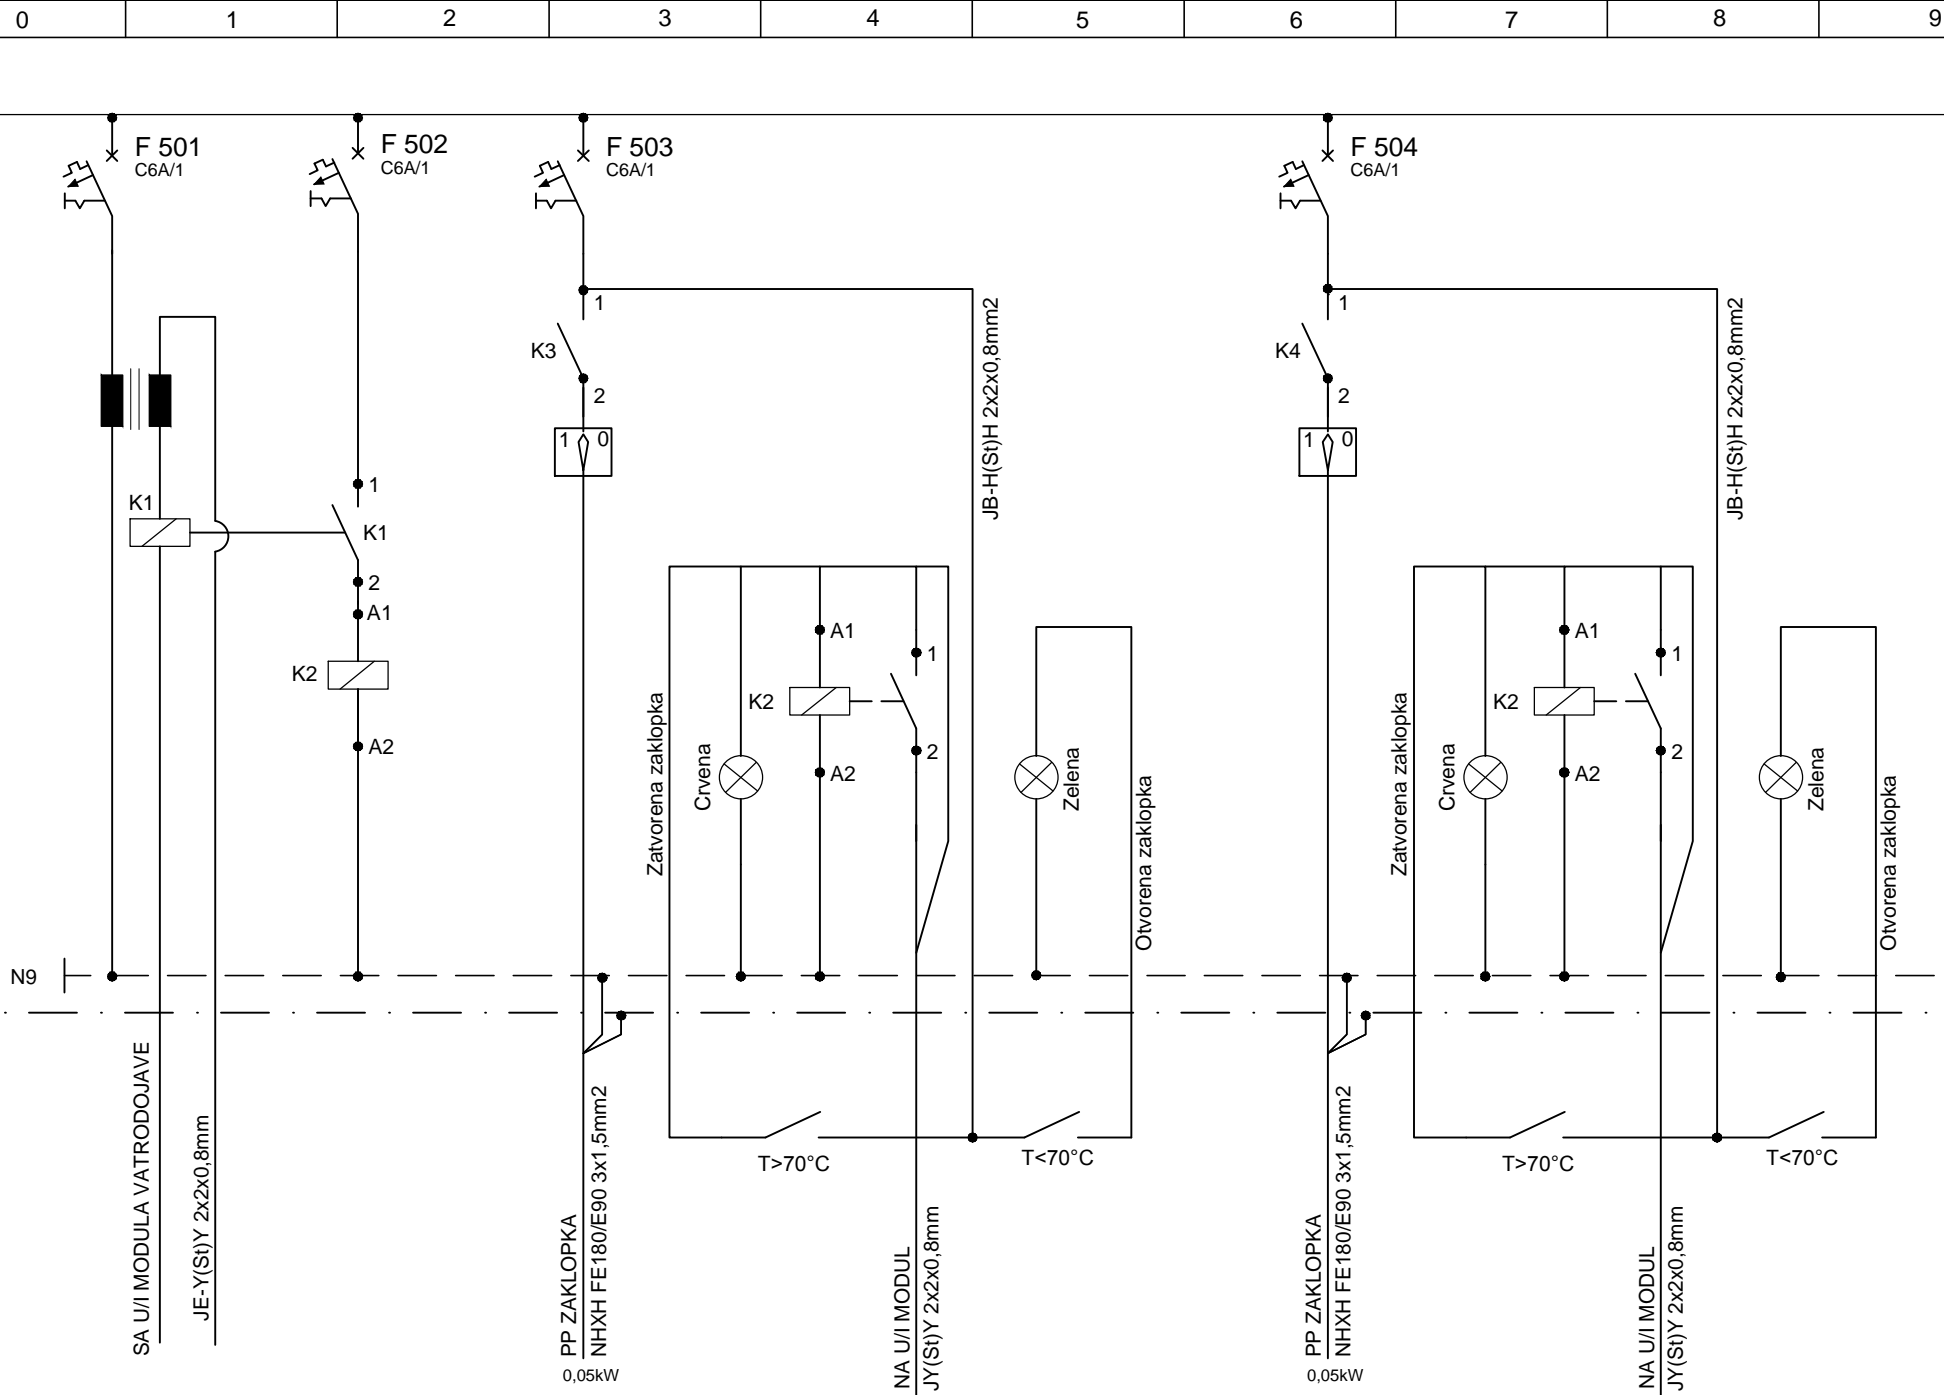 0 1 2 3 4 5 6 7 8 9
F 501
C6A/1
F 502
C6A/1
F 503
C6A/1
F 504
C6A/1
K1
1
K1
2
A1
K2
A2
1
K3
2
1 0
JB-H(St)H 2x2x0,8mm2
Zatvorena zaklopka
Crvena
A1
K2
A2
1
2
Zelena
Otvorena zaklopka
1
K4
2
1 0
JB-H(St)H 2x2x0,8mm2
Zatvorena zaklopka
Crvena
A1
K2
A2
1
2
Zelena
Otvorena zaklopka
N9
SA U/I MODULA VATRODOJAVE
JE-Y(St)Y 2x2x0,8mm
PP ZAKLOPKA
NHXH FE180/E90 3x1,5mm2
0,05kW
T>70°C
T<70°C
NA U/I MODUL
JY(St)Y 2x2x0,8mm
PP ZAKLOPKA
NHXH FE180/E90 3x1,5mm2
0,05kW
T>70°C
T<70°C
NA U/I MODUL
JY(St)Y 2x2x0,8mm